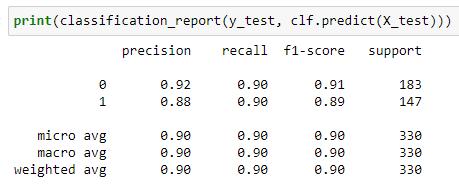 print(classification_report(y_test, clf.predict(X_test)))
precision recall f1-score support
0 0.92 0.90 0.91 183
1 0.88 0.90 0.89 147
micro avg 0.90 0.90 0.90 330
macro avg 0.90 0.90 0.90 330
weighted avg 0.90 0.90 0.90 330